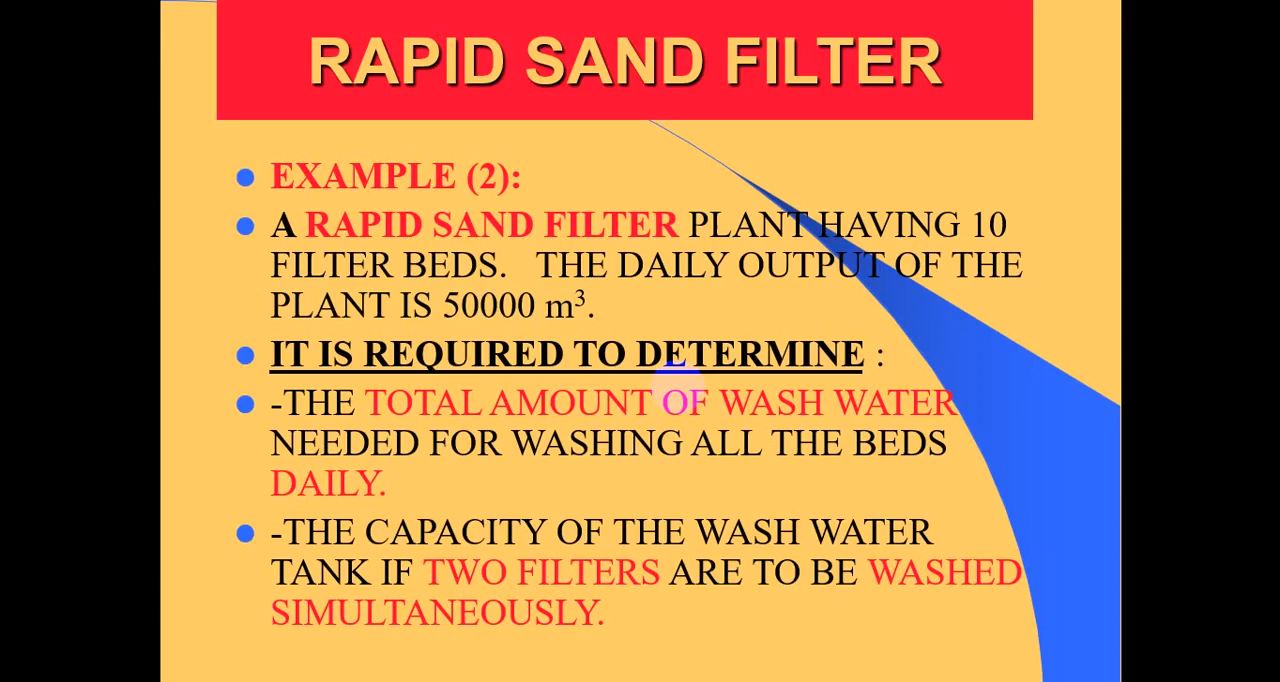 RAPID SAND FILTER
EXAMPLE (2):
A RAPID SAND FILTER PLANT HAVING 10
FILTER BEDS. THE DAILY OUTPUT OF THE
PLANT IS 50000 m³.
IT IS REQUIRED TO DETERMINE :
-THE TOTAL AMOUNT OF WASH WATER
NEEDED FOR WASHING ALL THE BEDS
DAILY.
-THE CAPACITY OF THE WASH WATER
TANK IF TWO FILTERS ARE TO BE WASHED
SIMULTANEOUSLY.